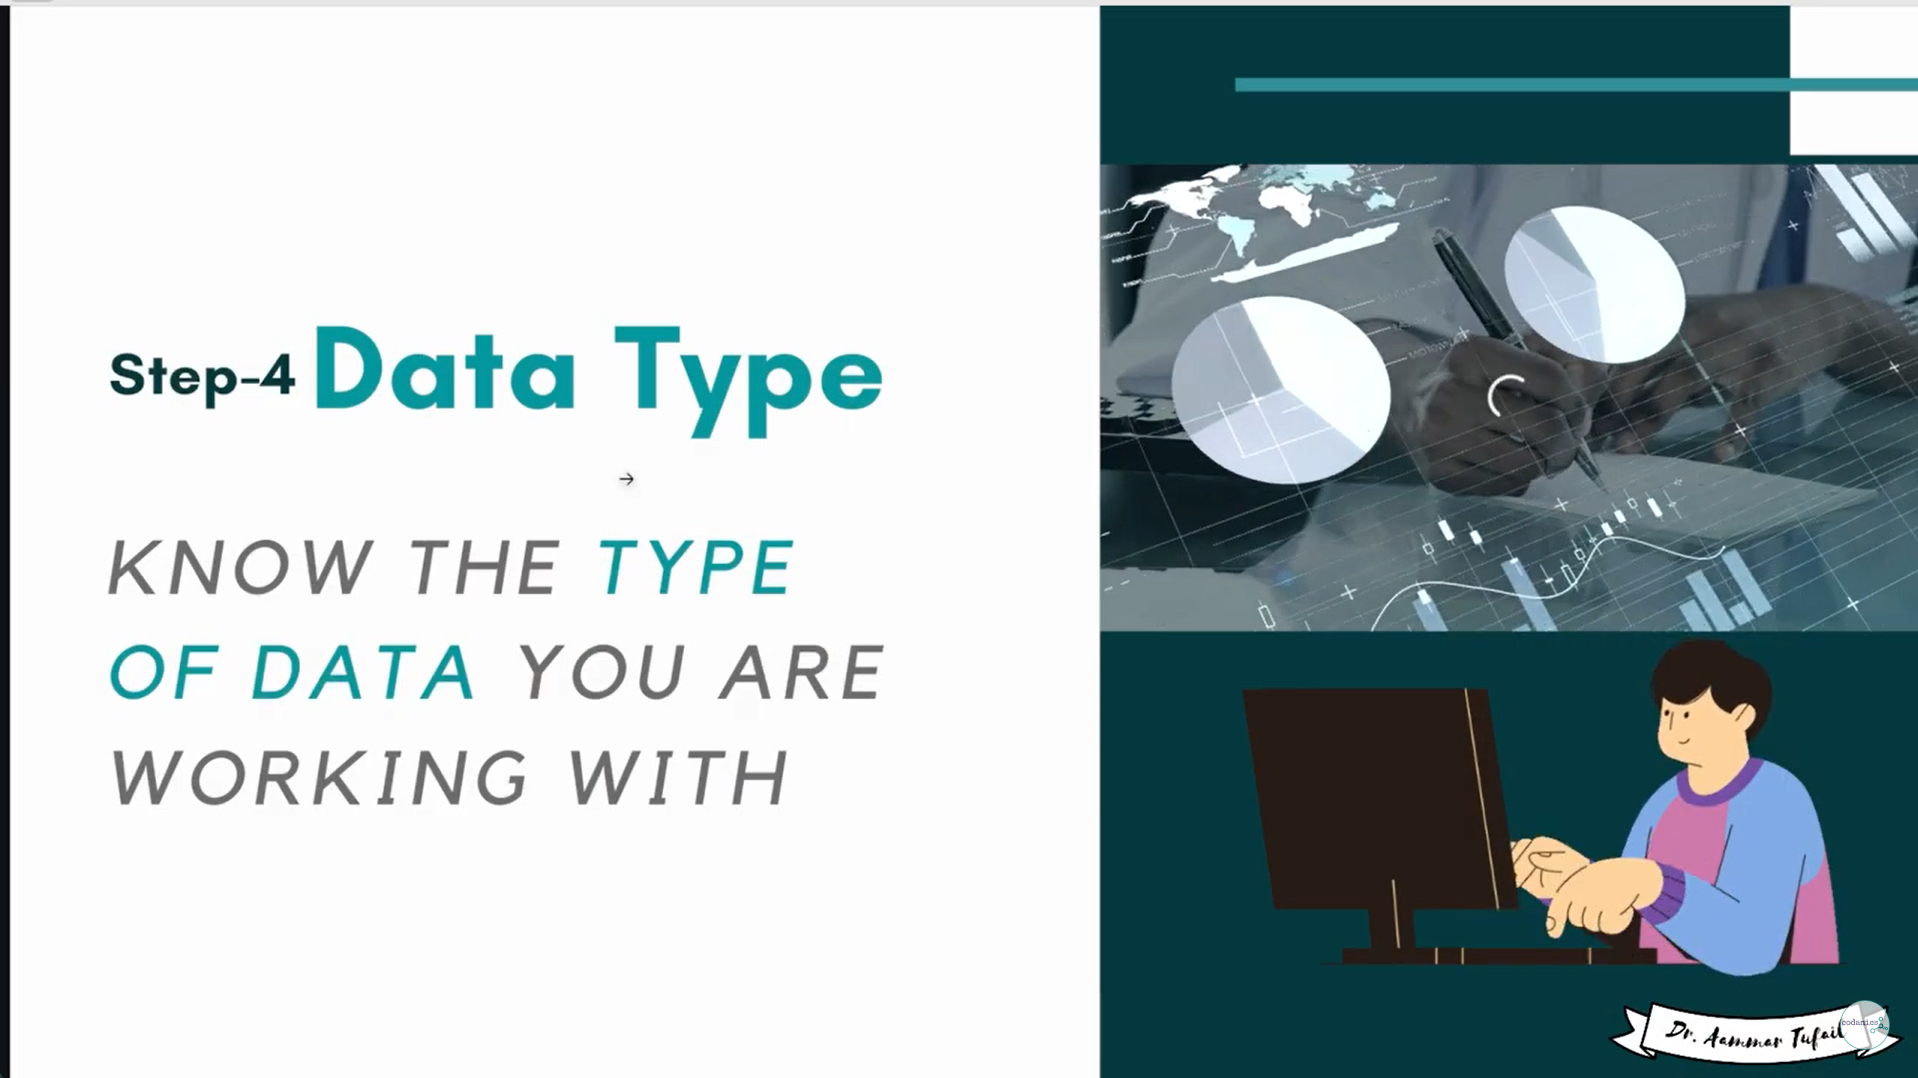 Step-4 Data Type
KNOW THE TYPE
OF DATA YOU ARE
WORKING WITH
Dr. Aammar Tufail
codanics